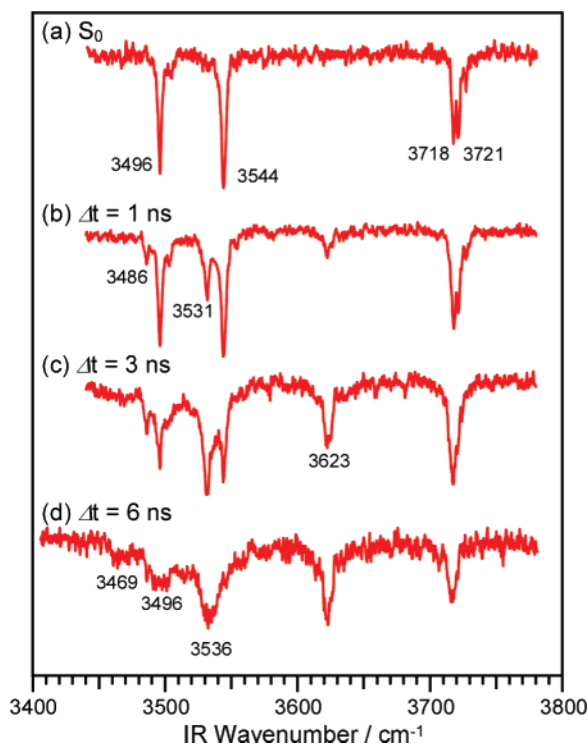 (a) S₀
3496
3544
3718 3721
(b) Δt = 1 ns
3486
3531
(c) Δt = 3 ns
3623
(d) Δt = 6 ns
3469
3496
3536
3400 3500 3600 3700 3800
IR Wavenumber / cm⁻¹